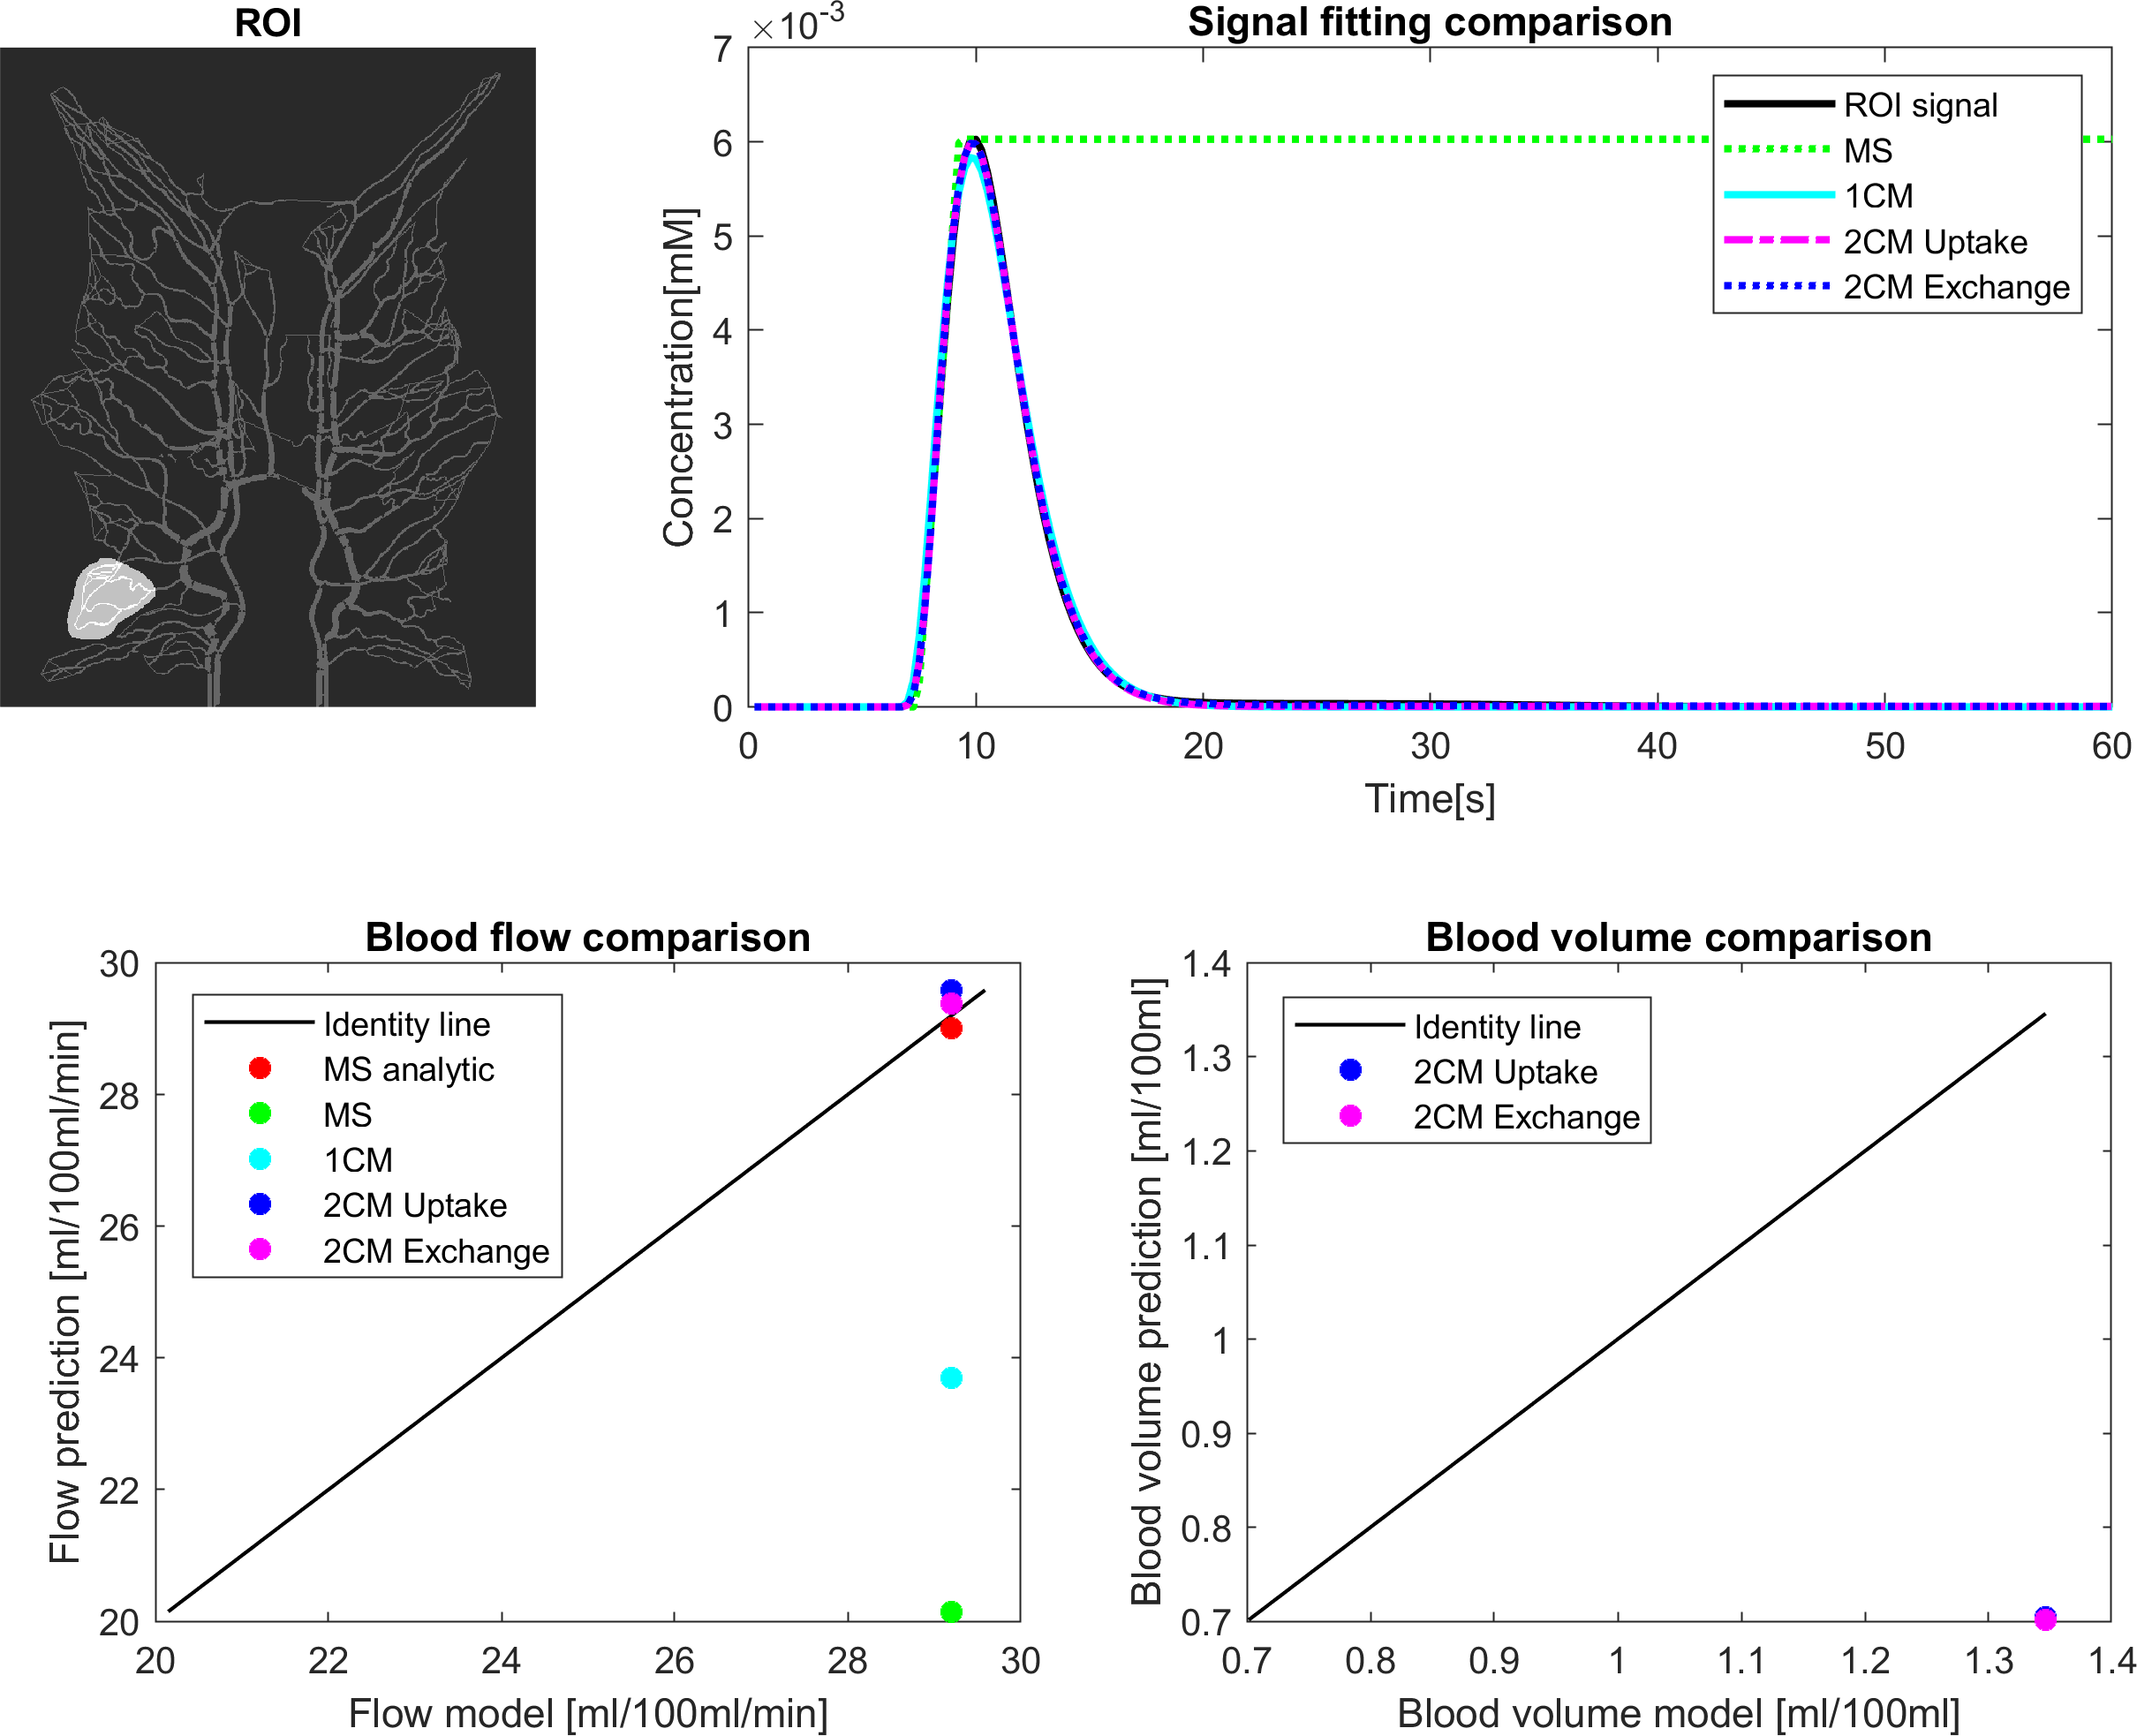 ROI
Signal fitting comparison
×10-3
7
6
5
4
3
2
1
0
Concentration[mM]
ROI signal
MS
1CM
2CM Uptake
2CM Exchange
0 10 20 30 40 50 60
Time[s]
Blood flow comparison
30
28
26
24
22
20
Flow prediction [ml/100ml/min]
Identity line
MS analytic
MS
1CM
2CM Uptake
2CM Exchange
20 22 24 26 28 30
Flow model [ml/100ml/min]
Blood volume comparison
1.4
1.3
1.2
1.1
1
0.9
0.8
0.7
Blood volume prediction [ml/100ml]
Identity line
2CM Uptake
2CM Exchange
0.7 0.8 0.9 1 1.1 1.2 1.3 1.4
Blood volume model [ml/100ml]